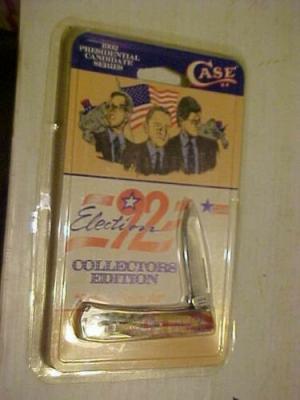 1992
PRESIDENTIAL
CANDIDATE
SERIES
CASE
Election
92
COLLECTORS
EDITION